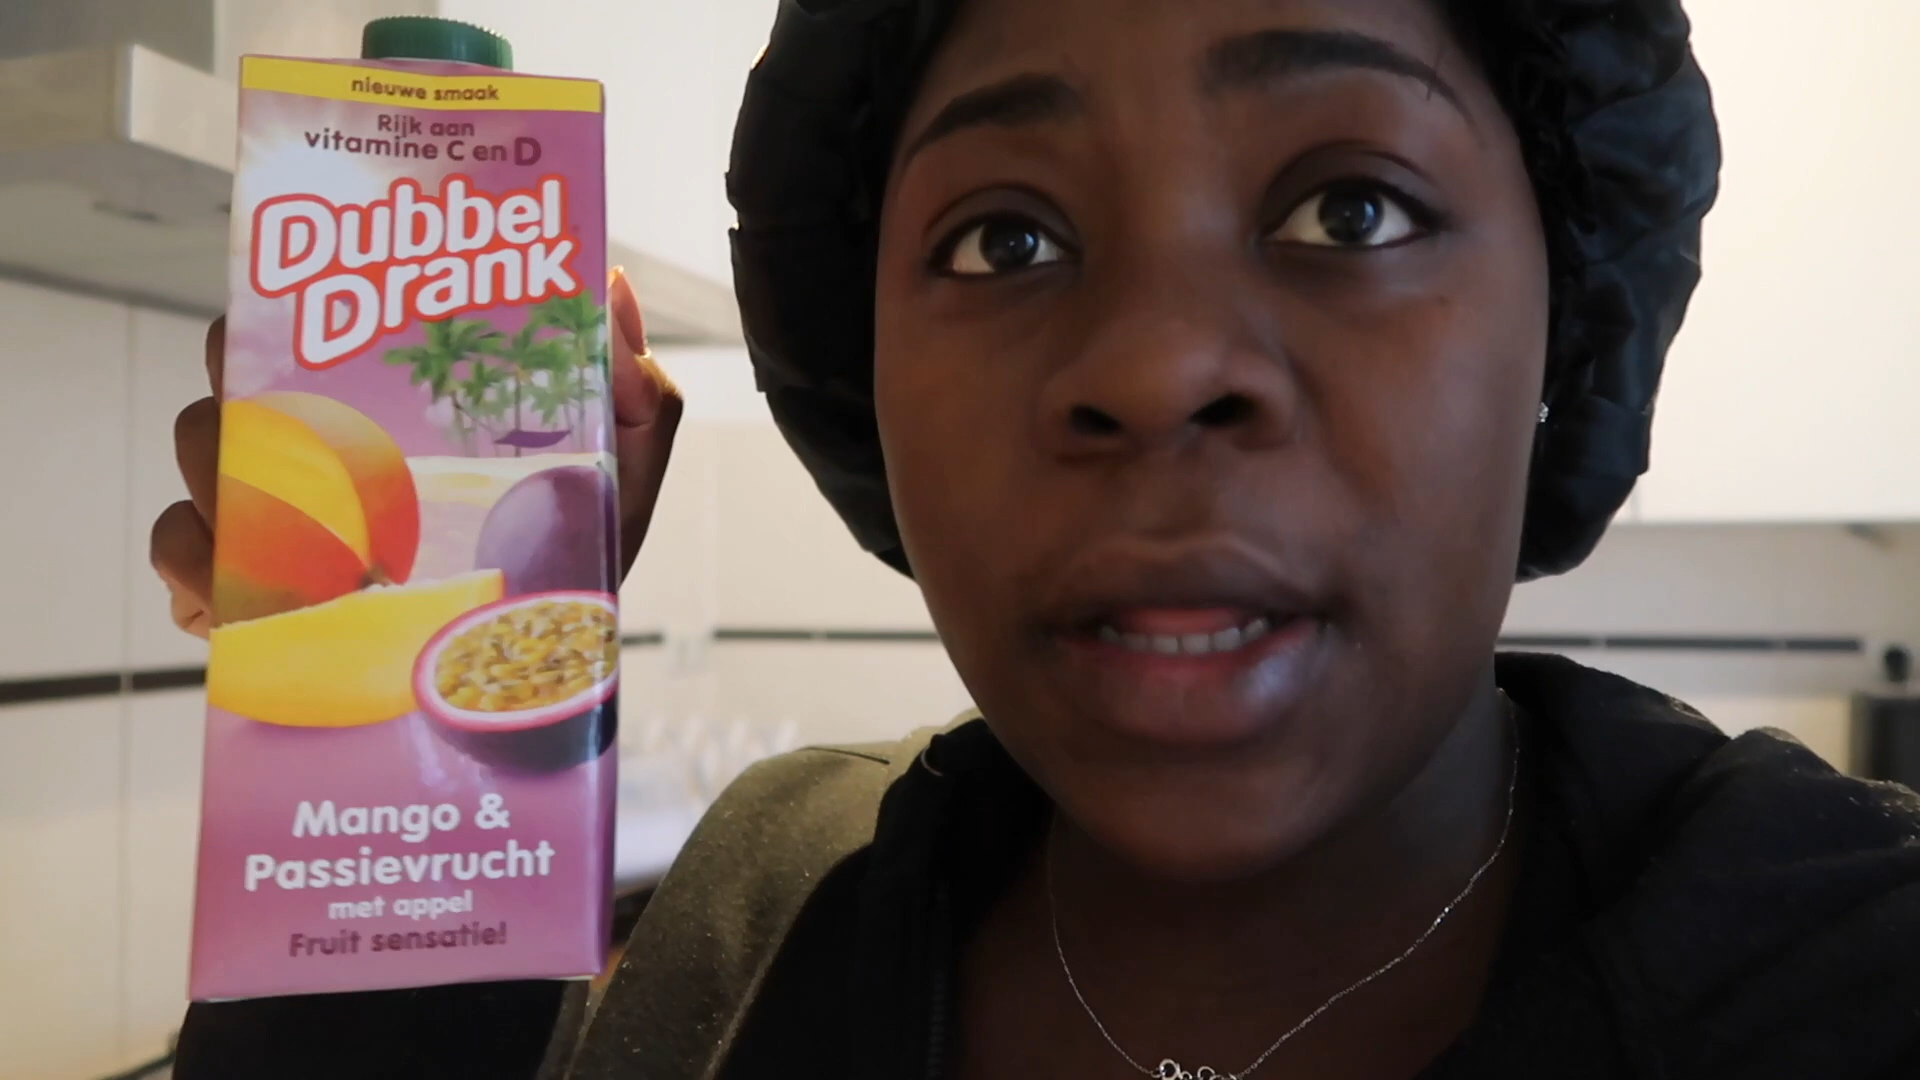 nieuwe smaak
Rijk aan
vitamine C en D
Dubbel
Drank
Mango &
Passievrucht
met appel
Fruit sensatie!